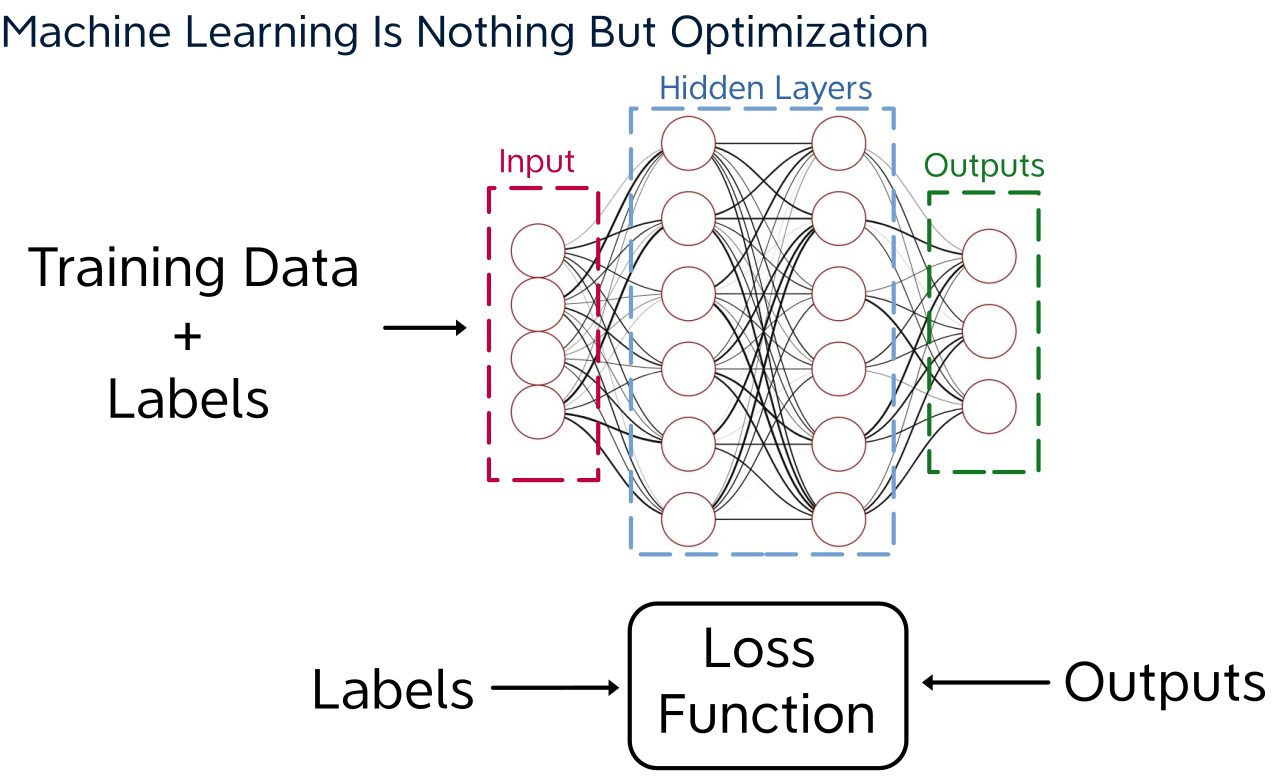 Machine Learning Is Nothing But Optimization
Hidden Layers
Input
Outputs
Training Data
+
Labels
Labels
Loss
Function
Outputs